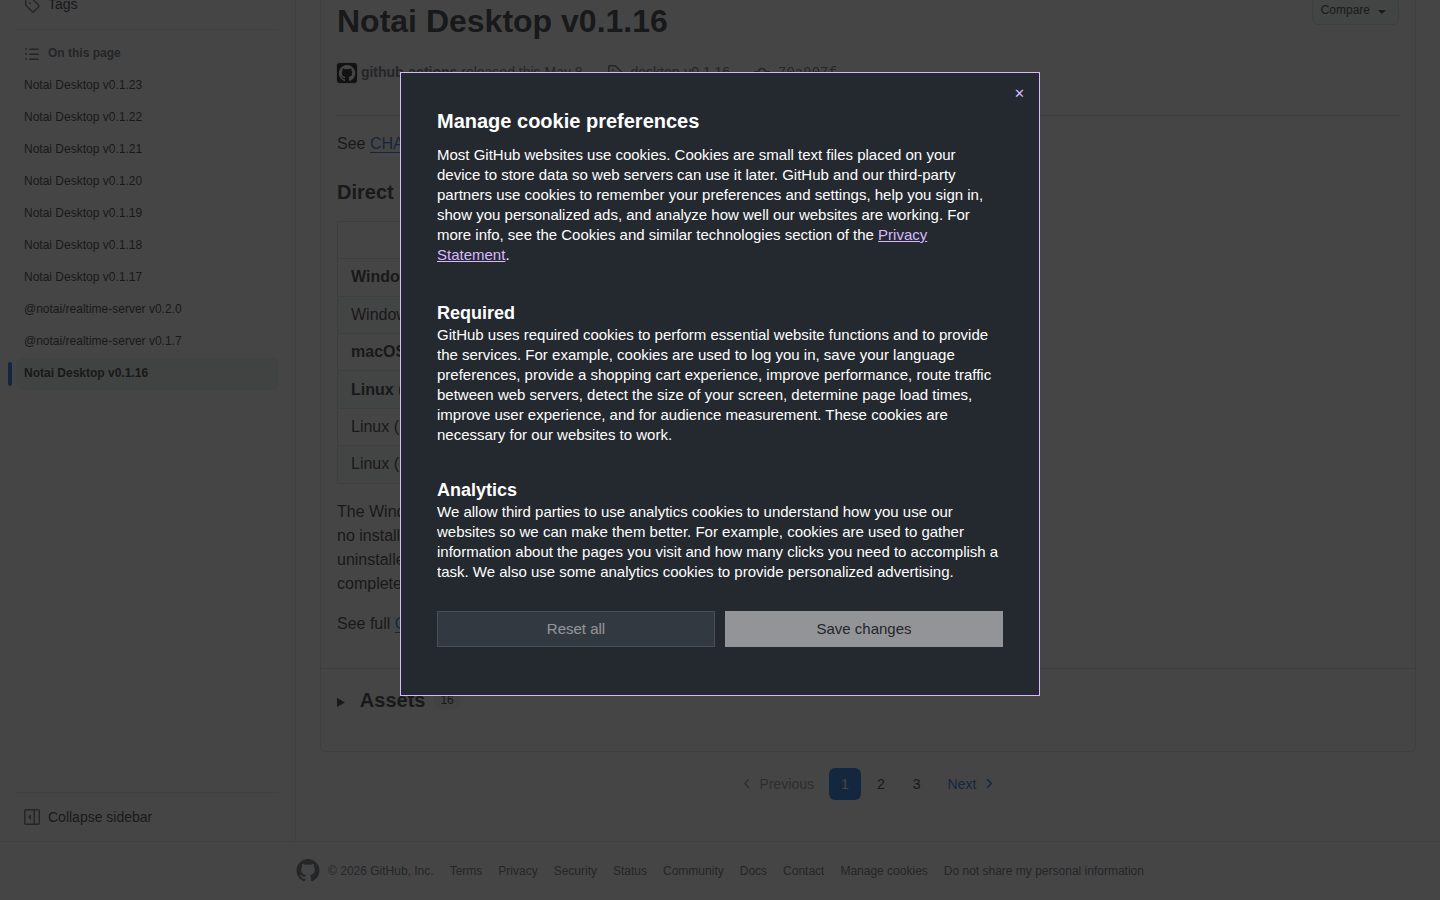 Tags
On this page
Notai Desktop v0.1.23
Notai Desktop v0.1.22
Notai Desktop v0.1.21
Notai Desktop v0.1.20
Notai Desktop v0.1.19
Notai Desktop v0.1.18
Notai Desktop v0.1.17
@notai/realtime-server v0.2.0
@notai/realtime-server v0.1.7
Notai Desktop v0.1.16
Collapse sidebar
Notai Desktop v0.1.16
Compare
See
Direct
Linux (
Linux (
See full
Manage cookie preferences
Most GitHub websites use cookies. Cookies are small text files placed on your
device to store data so web servers can use it later. GitHub and our third-party
partners use cookies to remember your preferences and settings, help you sign in,
show you personalized ads, and analyze how well our websites are working. For
more info, see the Cookies and similar technologies section of the Privacy
Statement.
Required
GitHub uses required cookies to perform essential website functions and to provide
the services. For example, cookies are used to log you in, save your language
preferences, provide a shopping cart experience, improve performance, route traffic
between web servers, detect the size of your screen, determine page load times,
improve user experience, and for audience measurement. These cookies are
necessary for our websites to work.
Analytics
We allow third parties to use analytics cookies to understand how you use our
websites so we can make them better. For example, cookies are used to gather
information about the pages you visit and how many clicks you need to accomplish a
task. We also use some analytics cookies to provide personalized advertising.
Reset all
Save changes
Assets 16
Previous 1 2 3 Next
© 2026 GitHub, Inc. Terms Privacy Security Status Community Docs Contact Manage cookies Do not share my personal information